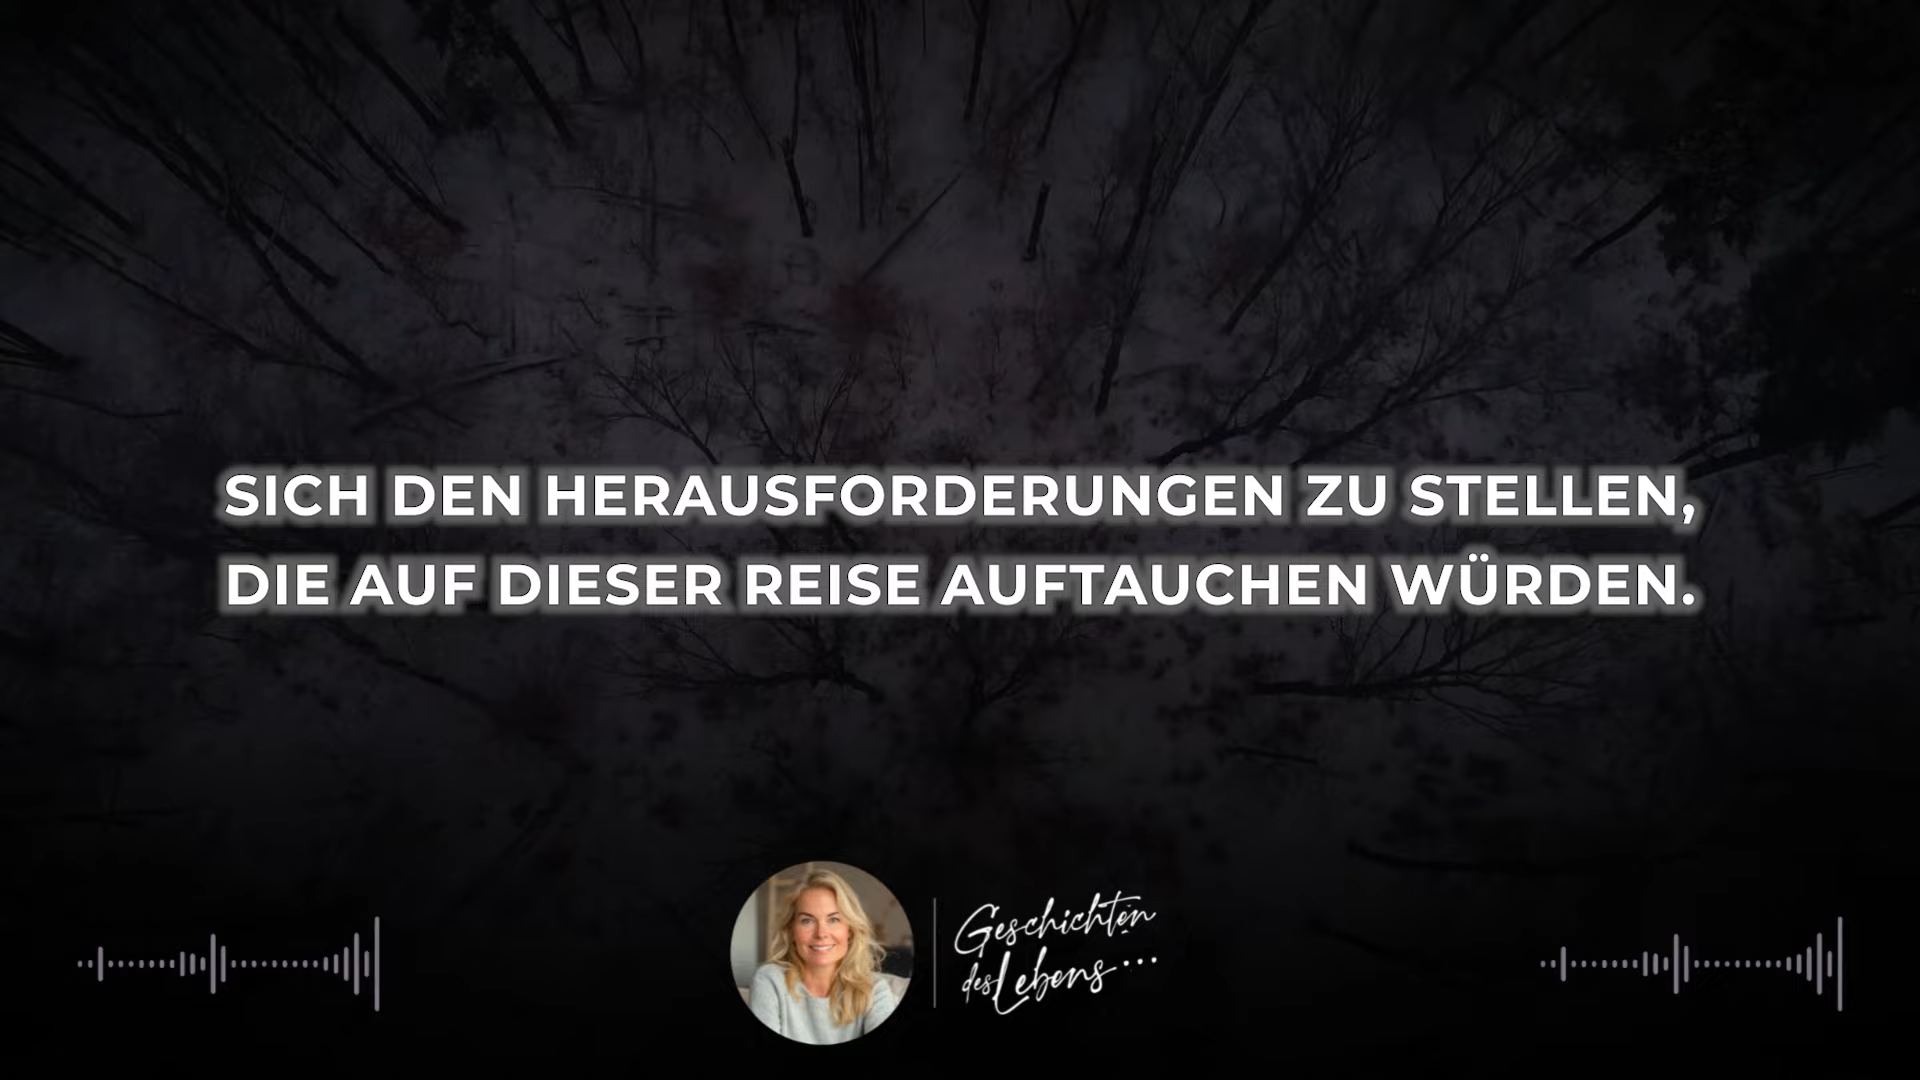 SICH DEN HERAUSFORDERUNGEN ZU STELLEN,
DIE AUF DIESER REISE AUFTAUCHEN WÜRDEN.
Geschichten
des Lebens...